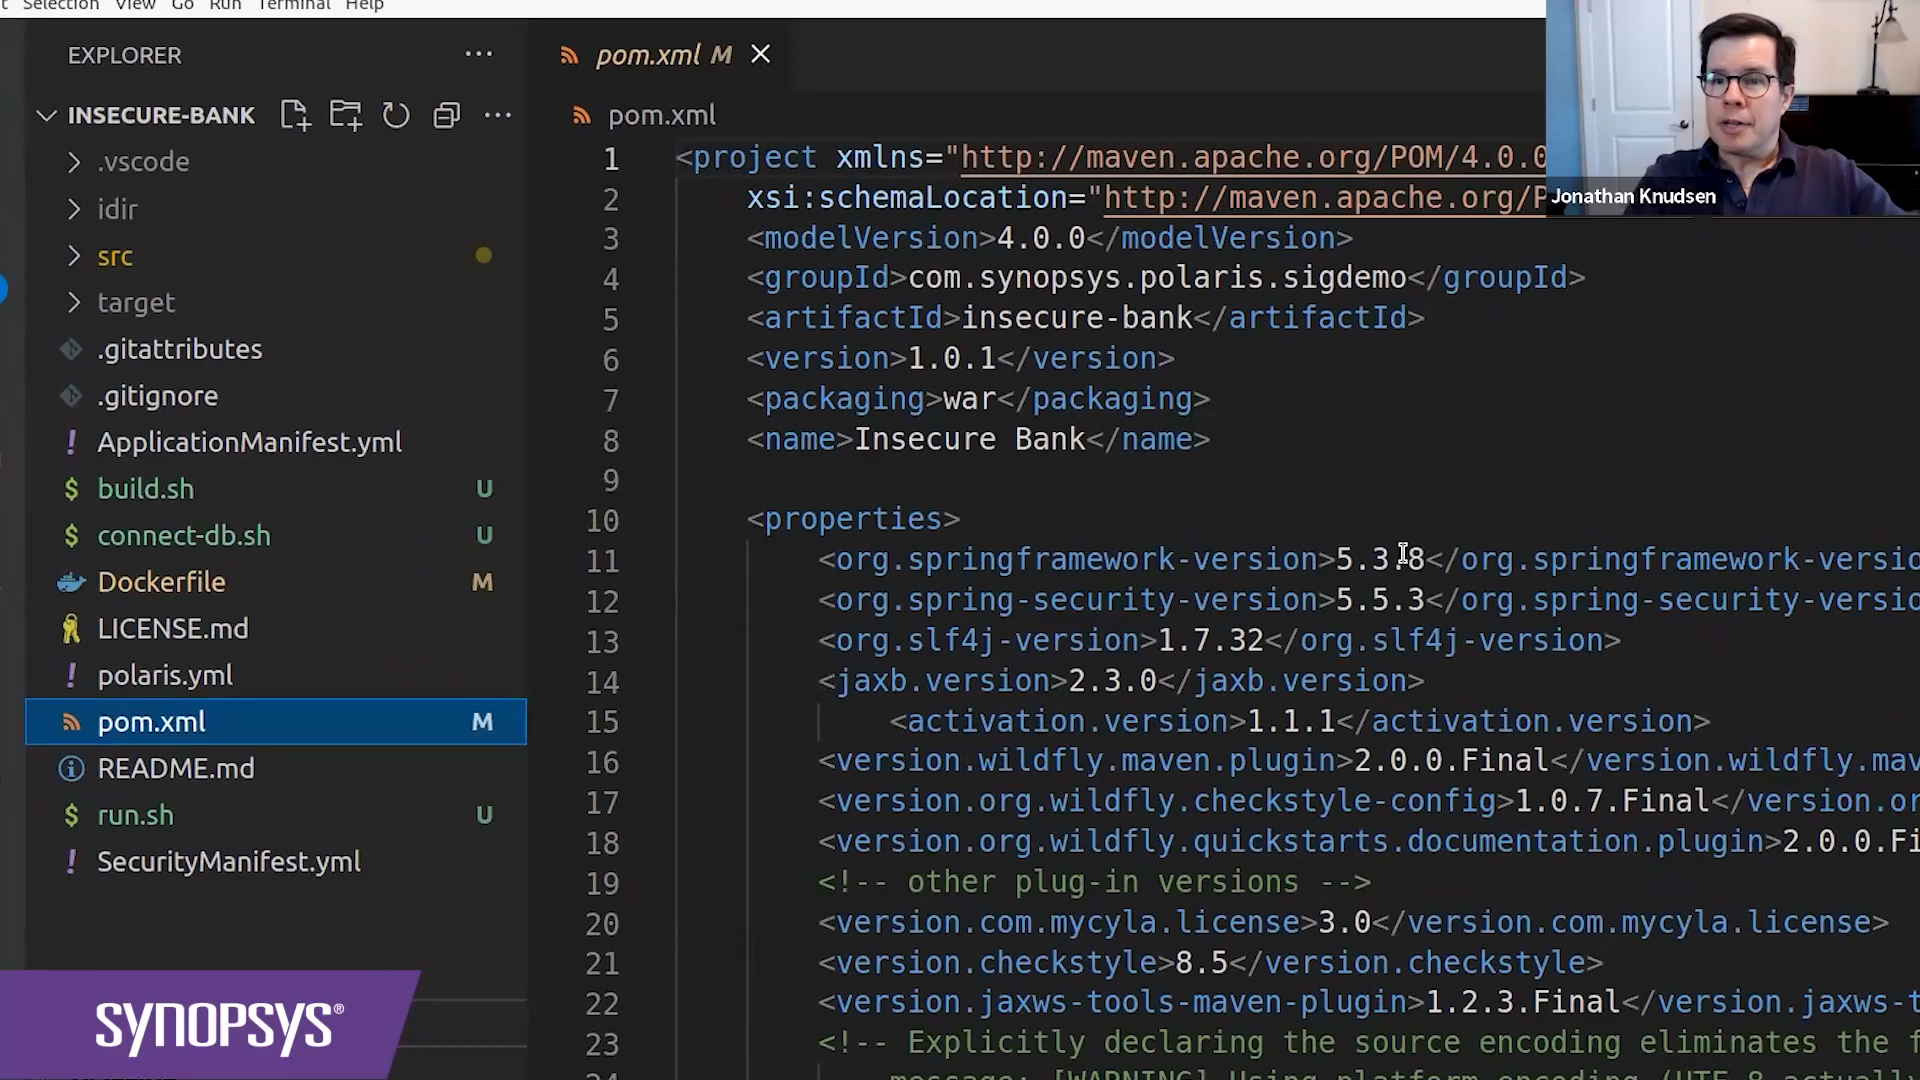 Selection View Go Run Terminal Help
EXPLORER
INSECURE-BANK
.vscode
idir
src
target
.gitattributes
.gitignore
ApplicationManifest.yml
build.sh U
connect-db.sh U
Dockerfile M
LICENSE.md
polaris.yml
pom.xml M
README.md
run.sh U
SecurityManifest.yml
SYNOPSYS®
pom.xml M
pom.xml
1 <project xmlns="http://maven.apache.org/POM/4.0.0
2 xsi:schemaLocation="http://maven.apache.org/P
3 <modelVersion>4.0.0</modelVersion>
4 <groupId>com.synopsys.polaris.sigdemo</groupId>
5 <artifactId>insecure-bank</artifactId>
6 <version>1.0.1</version>
7 <packaging>war</packaging>
8 <name>Insecure Bank</name>
9
10 <properties>
11 <org.springframework-version>5.3.8</org.springframework-versio
12 <org.spring-security-version>5.5.3</org.spring-security-versio
13 <org.slf4j-version>1.7.32</org.slf4j-version>
14 <jaxb.version>2.3.0</jaxb.version>
15 <activation.version>1.1.1</activation.version>
16 <version.wildfly.maven.plugin>2.0.0.Final</version.wildfly.mav
17 <version.org.wildfly.checkstyle-config>1.0.7.Final</version.or
18 <version.org.wildfly.quickstarts.documentation.plugin>2.0.0.Fi
19 <!-- other plug-in versions -->
20 <version.com.mycyla.license>3.0</version.com.mycyla.license>
21 <version.checkstyle>8.5</version.checkstyle>
22 <version.jaxws-tools-maven-plugin>1.2.3.Final</version.jaxws-t
23 <!-- Explicitly declaring the source encoding eliminates the f
24 message: [WARNING] Using platform encoding (UTF-8 actually
Jonathan Knudsen